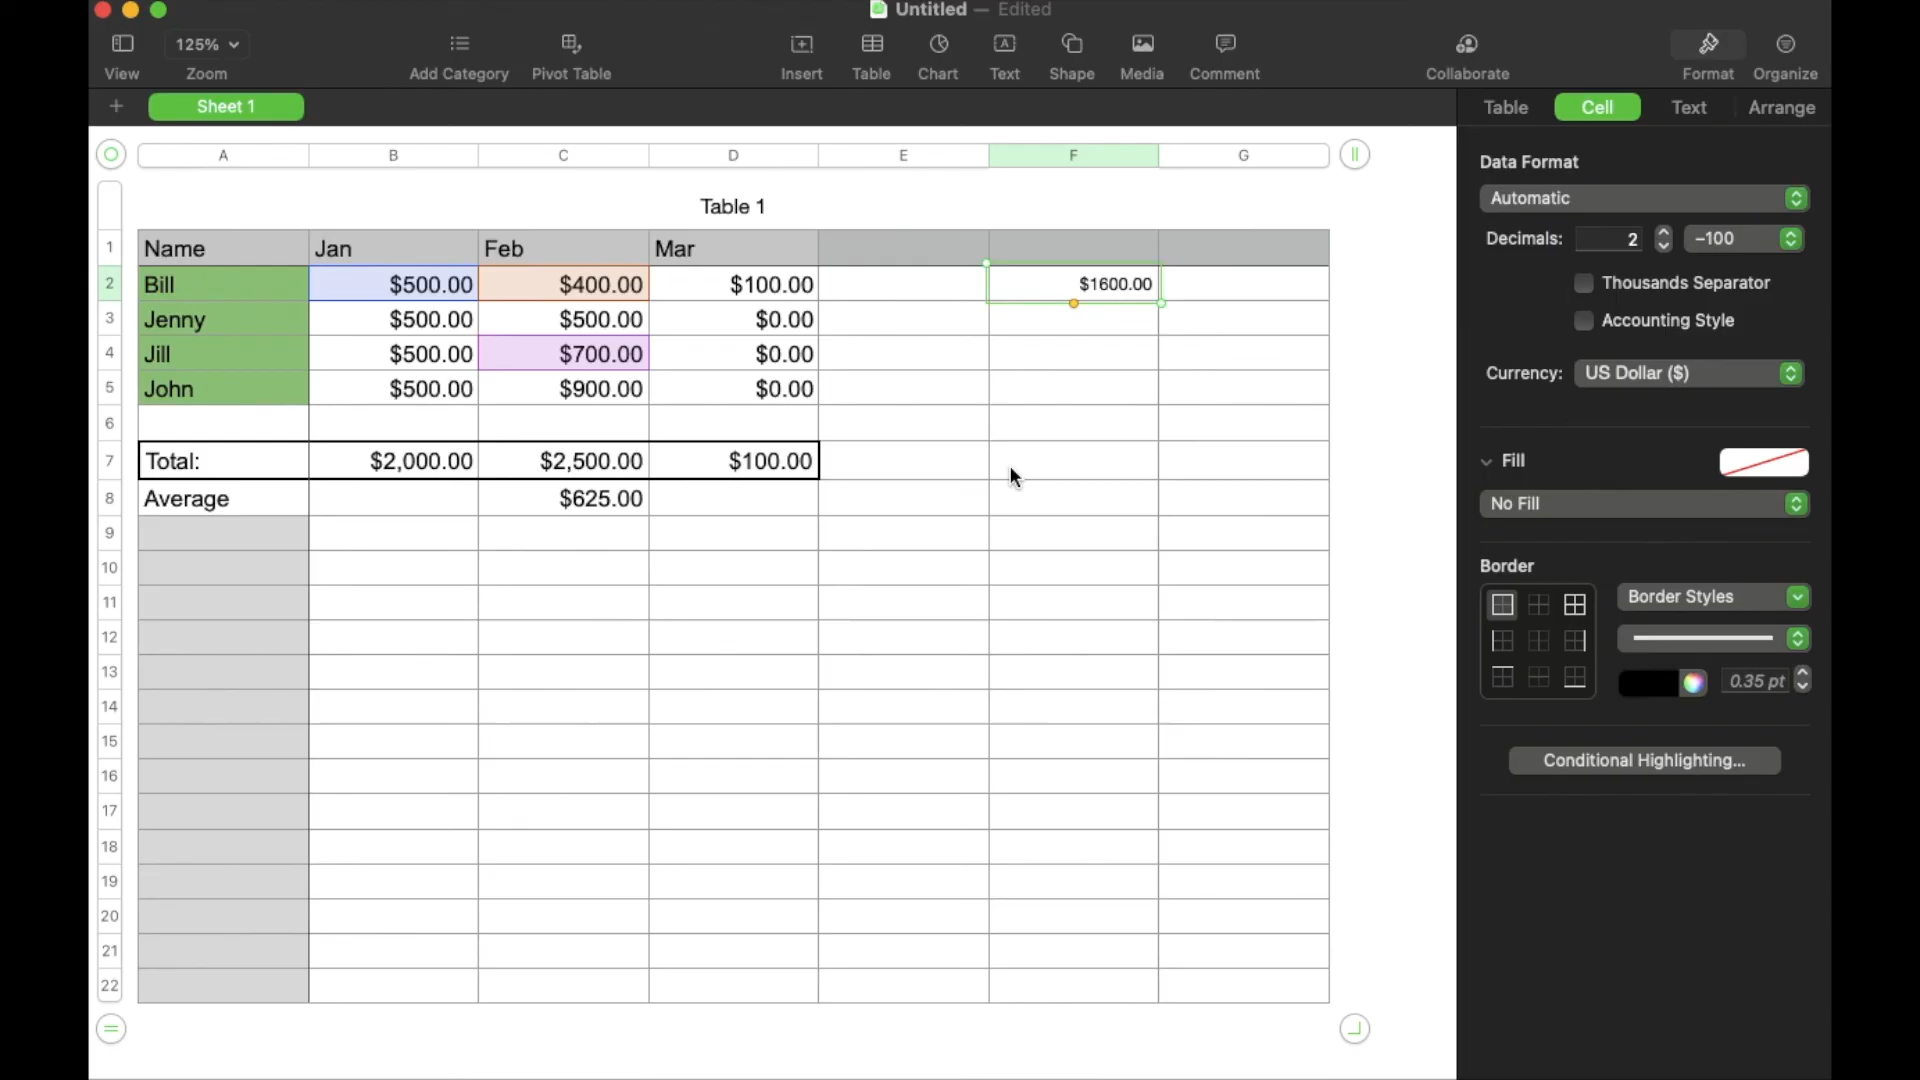 Untitled — Edited
View
125%
Zoom
Add Category
Pivot Table
Insert
Table
Chart
Text
Shape
Media
Comment
Collaborate
Format
Organize
+ Sheet 1
Table Cell Text Arrange
A B C D E F G
Table 1
1 Name Jan Feb Mar
2 Bill $500.00 $400.00 $100.00 $1600.00
3 Jenny $500.00 $500.00 $0.00
4 Jill $500.00 $700.00 $0.00
5 John $500.00 $900.00 $0.00
6
7 Total: $2,000.00 $2,500.00 $100.00
8 Average $625.00
9
10
11
12
13
14
15
16
17
18
19
20
21
22
Data Format
Automatic
Decimals: 2 −100
Thousands Separator
Accounting Style
Currency: US Dollar ($)
Fill
No Fill
Border
Border Styles
0.35 pt
Conditional Highlighting...